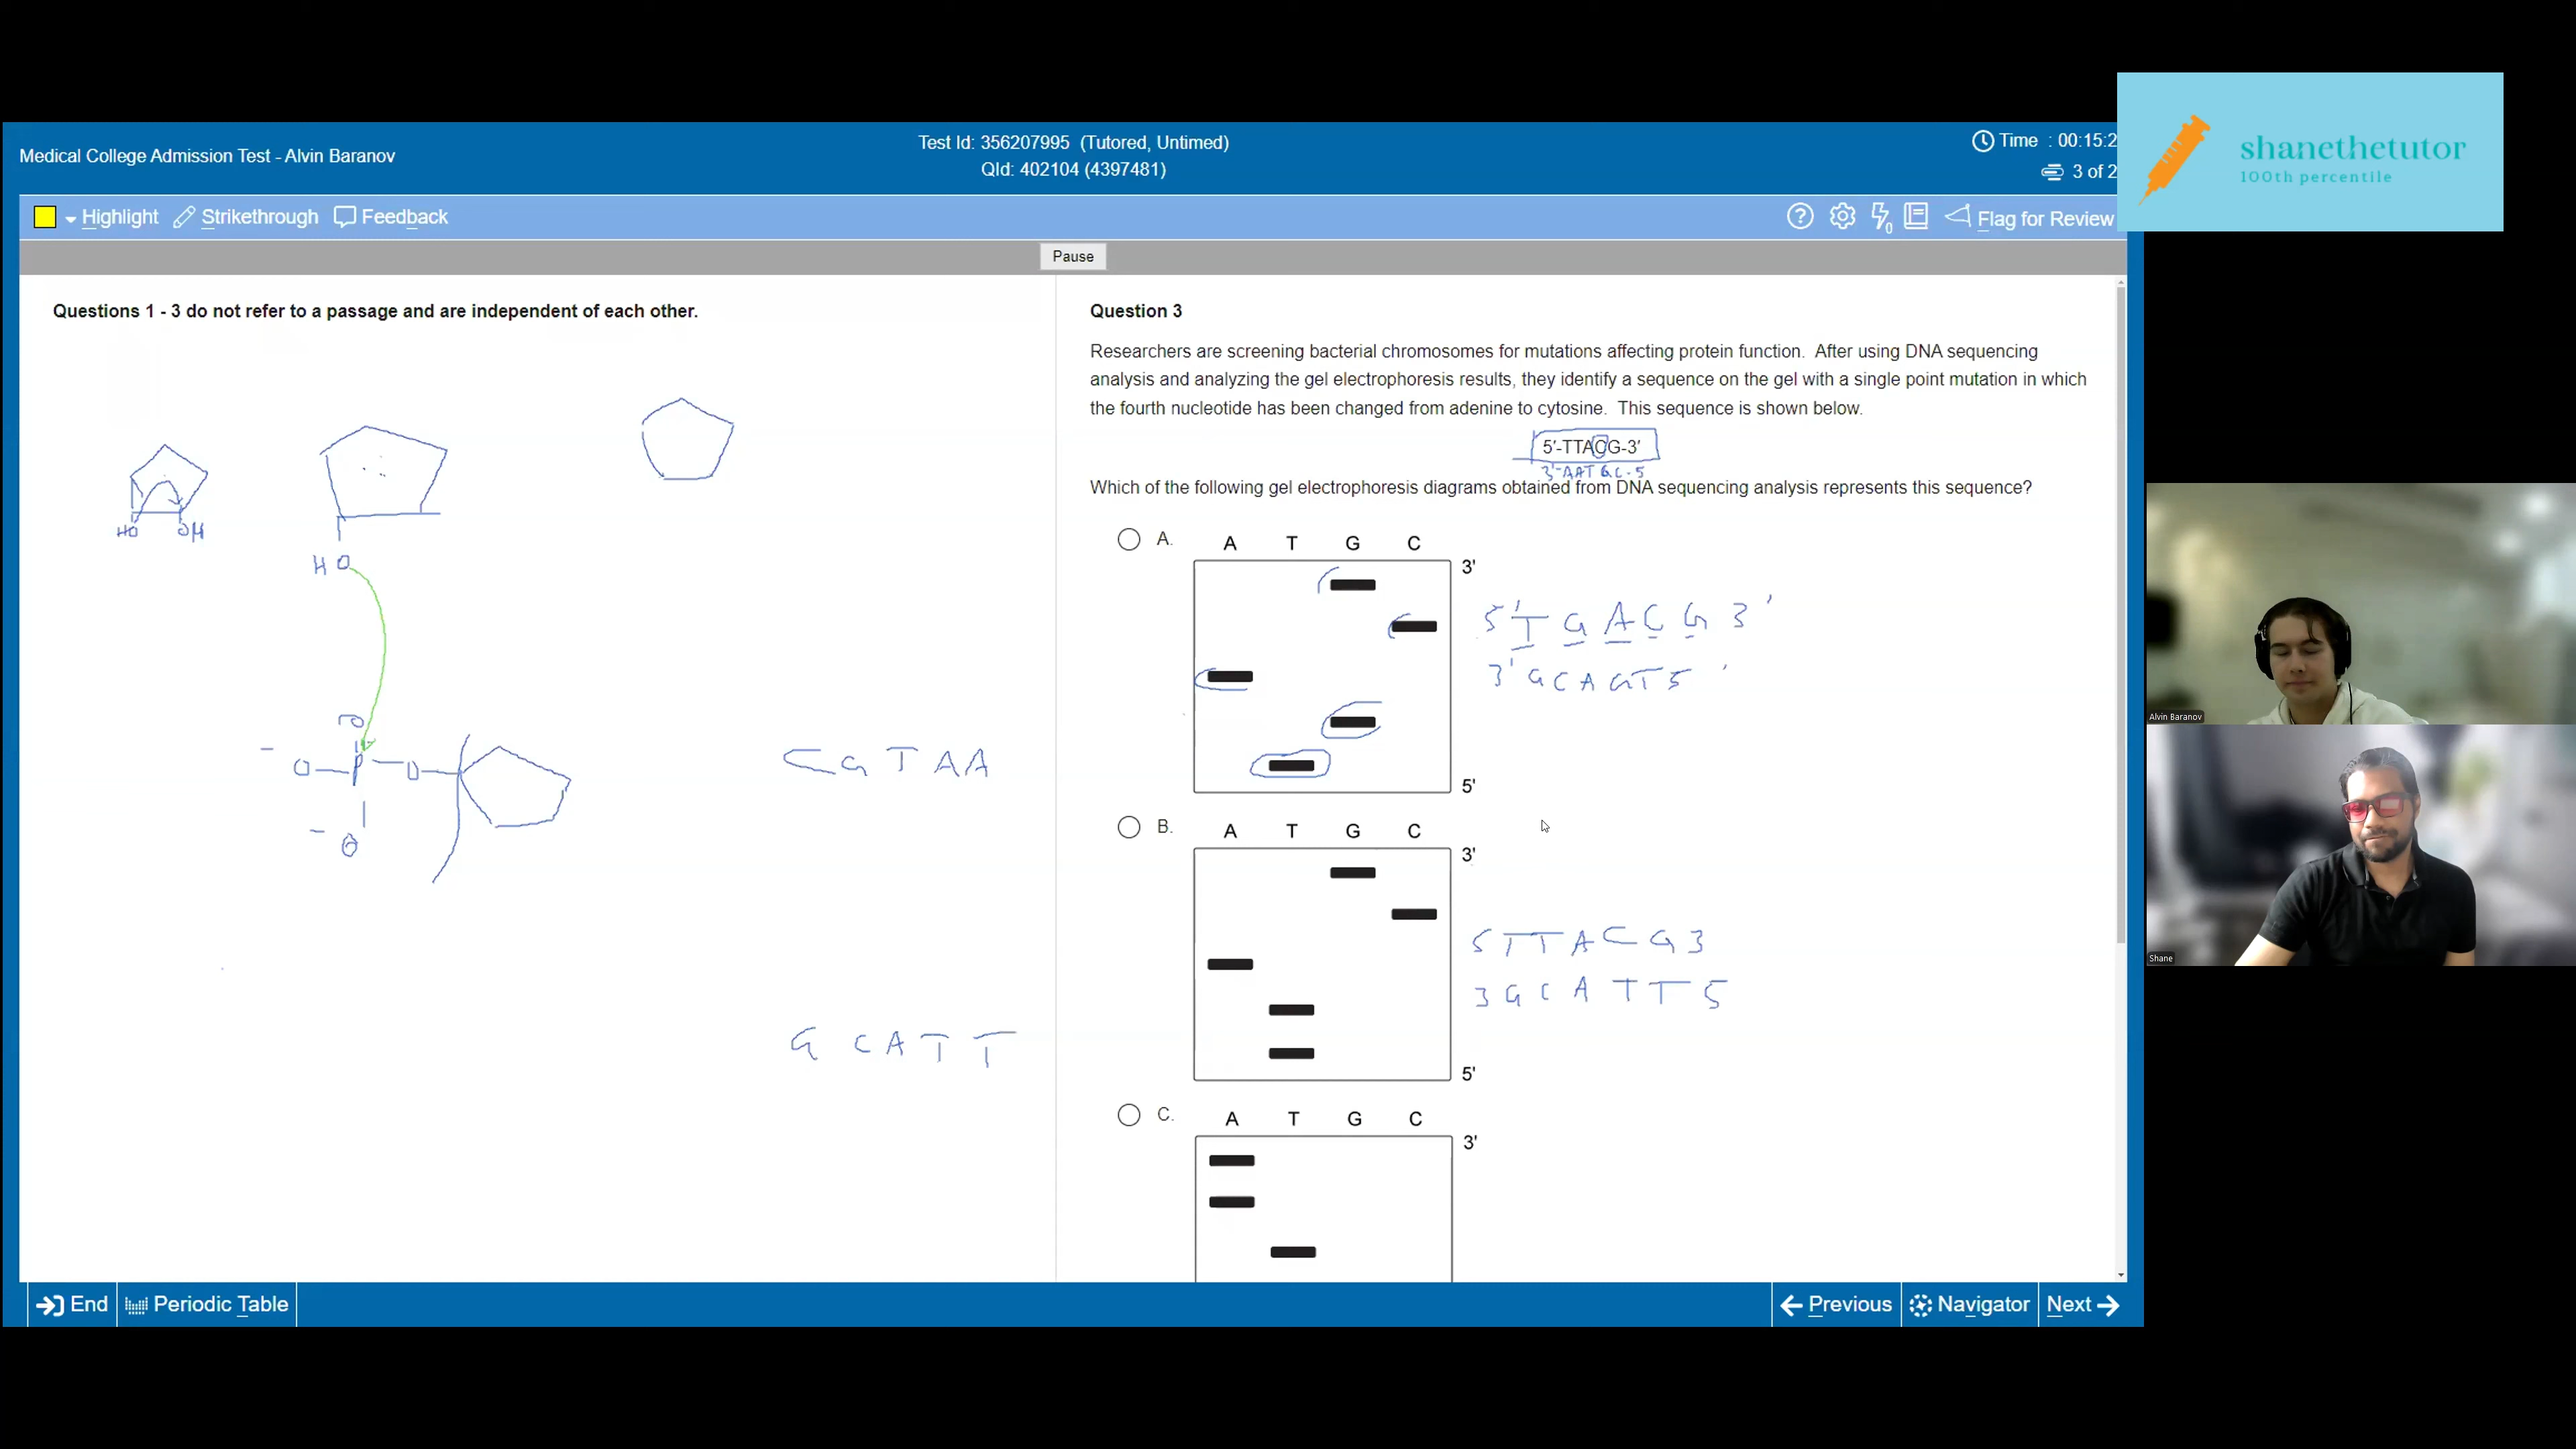 Medical College Admission Test - Alvin Baranov
Test Id: 356207995 (Tutored, Untimed)
QId: 402104 (4397481)
Time : 00:15:2
3 of 2
shanethetutor
100th percentile
Highlight
Strikethrough
Feedback
0
Flag for Review
Pause
Questions 1 - 3 do not refer to a passage and are independent of each other.
HO OH
HO
O
- O P O
- O
C G T A A
G C A T T
Question 3
Researchers are screening bacterial chromosomes for mutations affecting protein function. After using DNA sequencing
analysis and analyzing the gel electrophoresis results, they identify a sequence on the gel with a single point mutation in which
the fourth nucleotide has been changed from adenine to cytosine. This sequence is shown below.
5′-TTACG-3′
3'-AATGC-5
Which of the following gel electrophoresis diagrams obtained from DNA sequencing analysis represents this sequence?
A.
A T G C
3'
5'
5' T G A C G 3'
3' G C A G T 5 '
B.
A T G C
3'
5'
5 T T A C G 3
3 G C A T T 5
C.
A T G C
3'
Alvin Baranov
Shane
End
Periodic Table
Previous
Navigator
Next